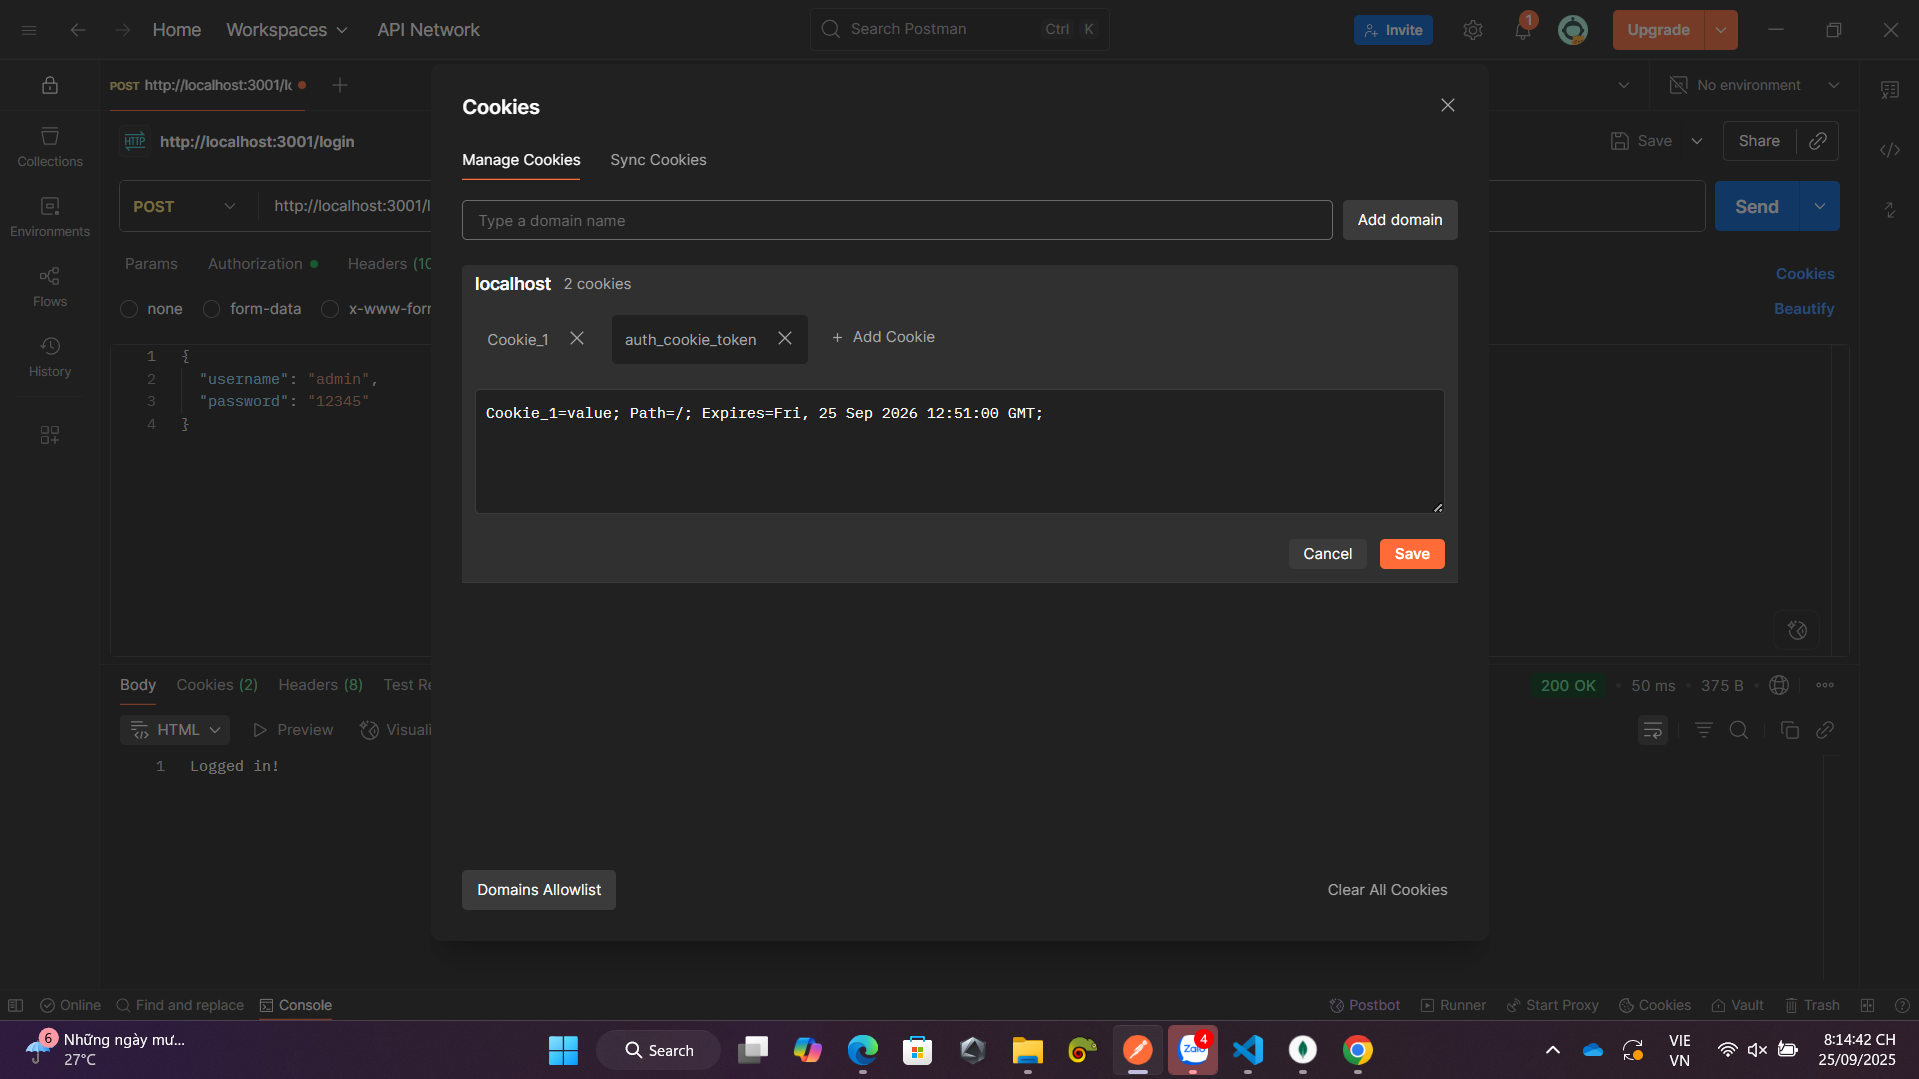 Home
Workspaces
API Network
Search Postman
Ctrl K
Invite
1
Upgrade
POST http://localhost:3001/lo
No environment
Collections
Environments
Flows
History
HTTP
http://localhost:3001/login
Save
Share
POST
http://localhost:3001/l
Send
Params
Authorization
Headers (10
Cookies
none
form-data
x-www-forr
Beautify
1 {
2 "username": "admin",
3 "password": "12345"
4 }
Cookies
Manage Cookies
Sync Cookies
Type a domain name
Add domain
localhost 2 cookies
Cookie_1
auth_cookie_token
+ Add Cookie
Cookie_1=value; Path=/; Expires=Fri, 25 Sep 2026 12:51:00 GMT;
Cancel
Save
Domains Allowlist
Clear All Cookies
Body
Cookies (2)
Headers (8)
Test Re
200 OK
50 ms
375 B
HTML
Preview
Visuali
1 Logged in!
Online
Find and replace
Console
Postbot
Runner
Start Proxy
Cookies
Vault
Trash
6
Những ngày mư...
27°C
Search
Zalo
4
VIE
VN
8:14:42 CH
25/09/2025